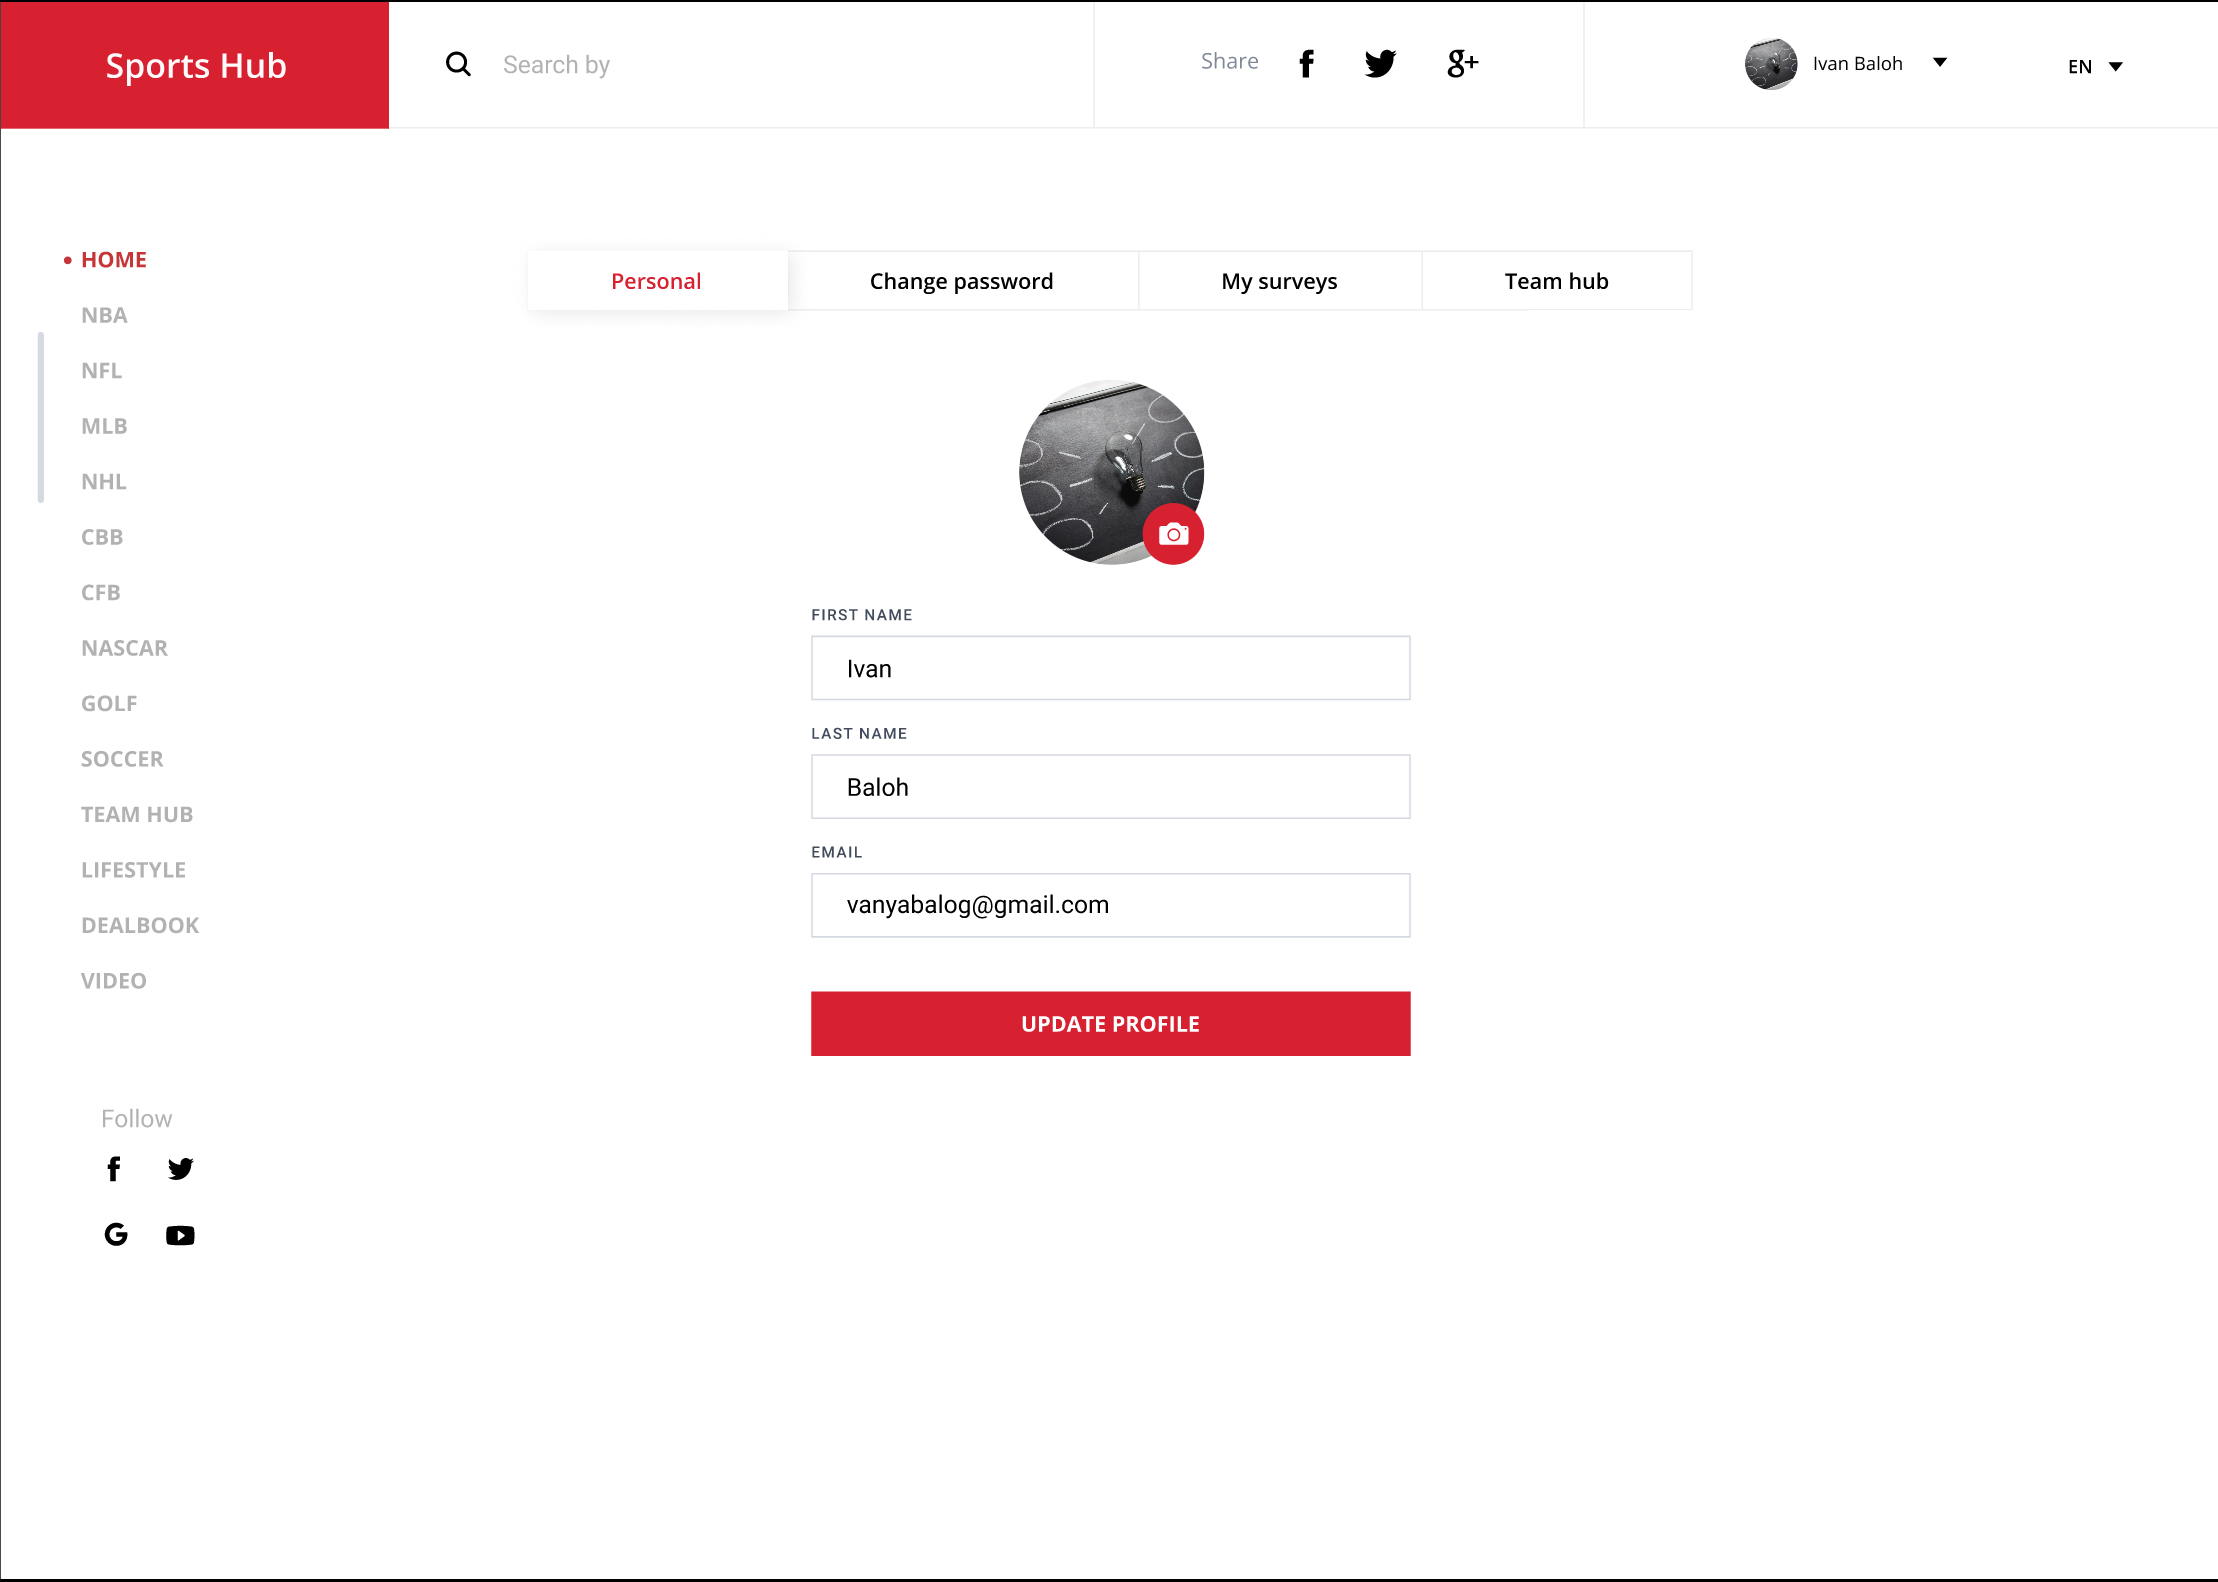 Sports Hub
Search by
Share
Ivan Baloh
EN
HOME
NBA
NFL
MLB
NHL
CBB
CFB
NASCAR
GOLF
SOCCER
TEAM HUB
LIFESTYLE
DEALBOOK
VIDEO
Follow
Personal
Change password
My surveys
Team hub
FIRST NAME
Ivan
LAST NAME
Baloh
EMAIL
vanyabalog@gmail.com
UPDATE PROFILE